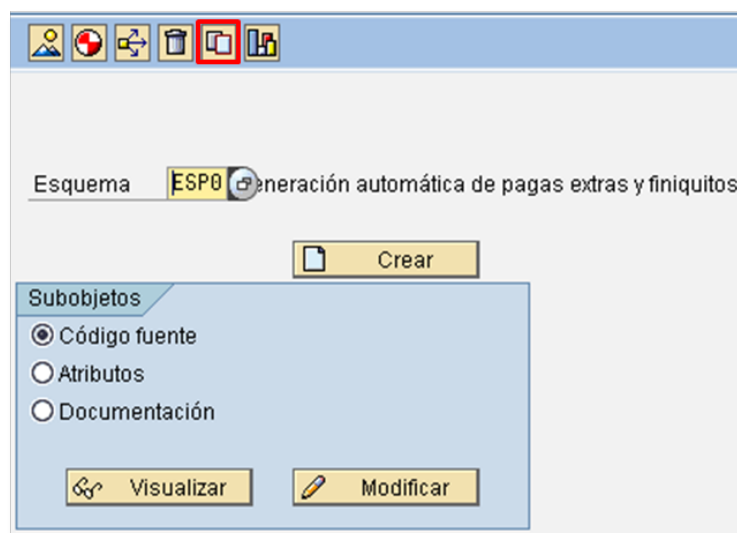 Esquema ESP0 eneración automática de pagas extras y finiquitos
Crear
Subobjetos
Código fuente
Atributos
Documentación
Visualizar Modificar